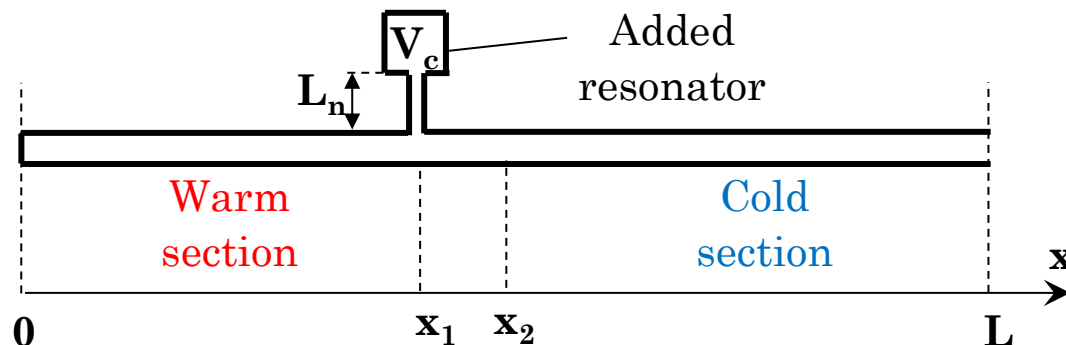 V_c
Added
resonator
L_n
Warm
section
Cold
section
x
0
x_1
x_2
L